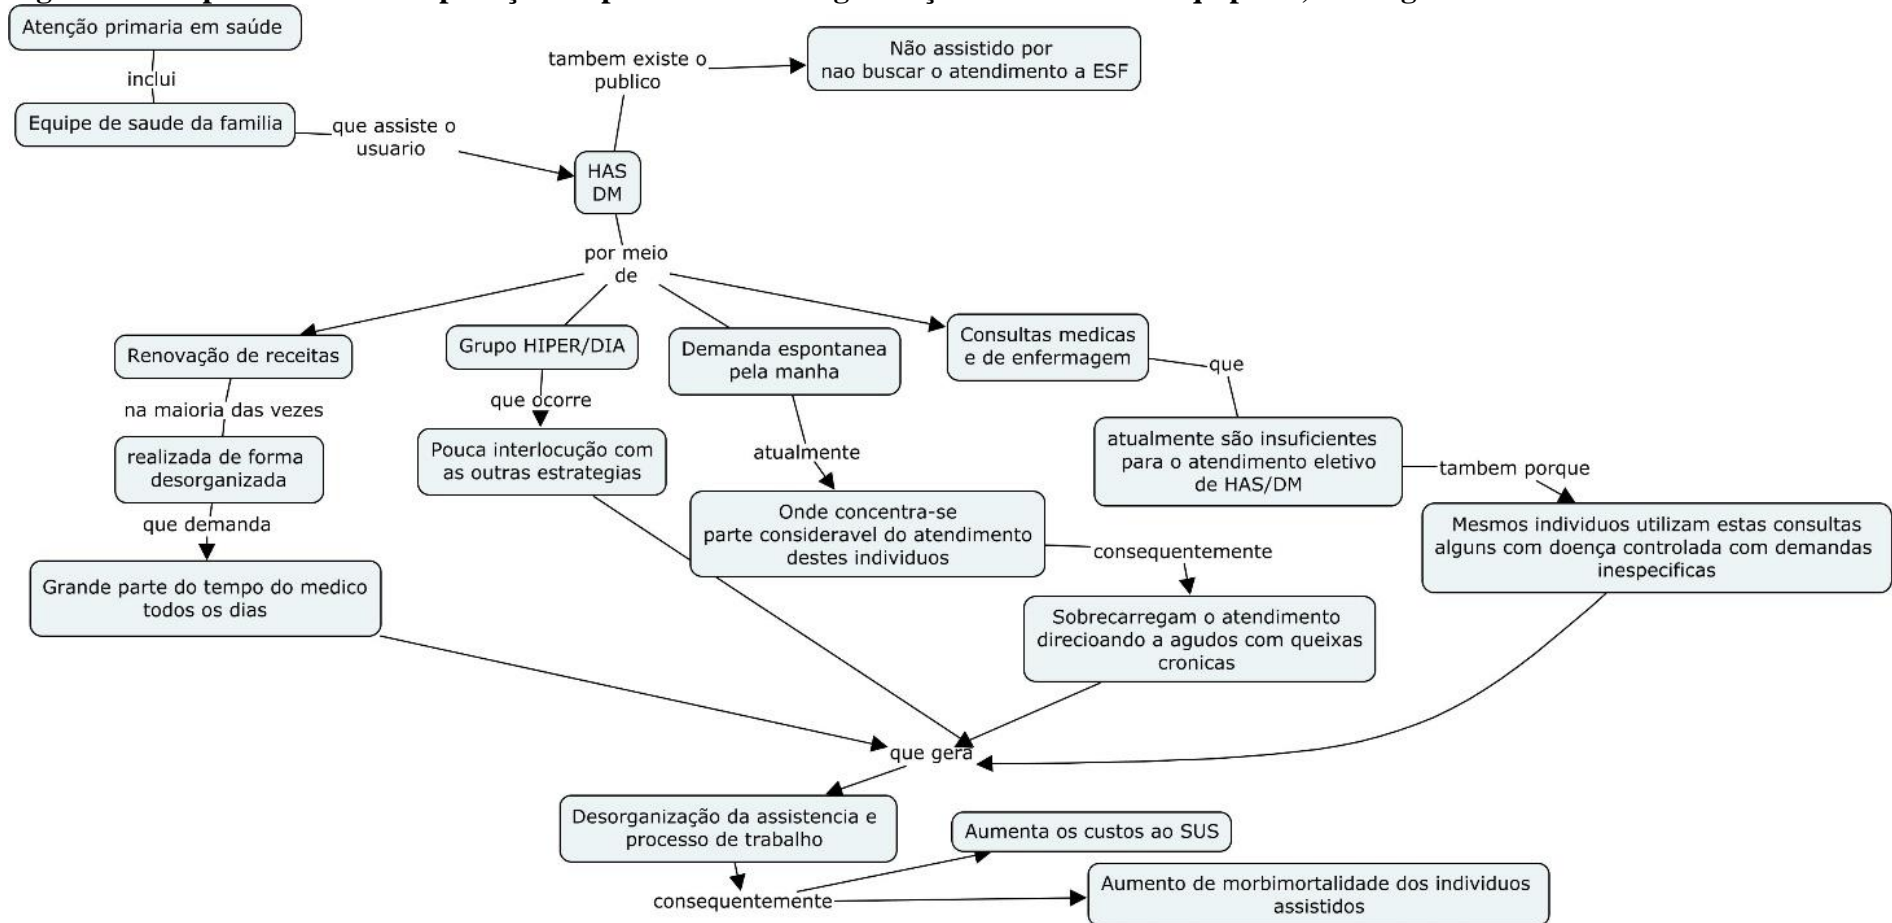 Atenção primaria em saúde
inclui
Equipe de saude da familia
que assiste o
usuario
tambem existe o
publico
Não assistido por
nao buscar o atendimento a ESF
HAS
DM
por meio
de
Renovação de receitas
na maioria das vezes
realizada de forma
desorganizada
que demanda
Grande parte do tempo do medico
todos os dias
Grupo HIPER/DIA
que ocorre
Pouca interlocução com
as outras estrategias
Demanda espontanea
pela manha
atualmente
Onde concentra-se
parte consideravel do atendimento
destes individuos
consequentemente
Sobrecarregam o atendimento
direcioando a agudos com queixas
cronicas
Consultas medicas
e de enfermagem
que
atualmente são insuficientes
para o atendimento eletivo
de HAS/DM
tambem porque
Mesmos individuos utilizam estas consultas
alguns com doença controlada com demandas
inespecificas
que gera
Desorganização da assistencia e
processo de trabalho
consequentemente
Aumenta os custos ao SUS
Aumento de morbimortalidade dos individuos
assistidos